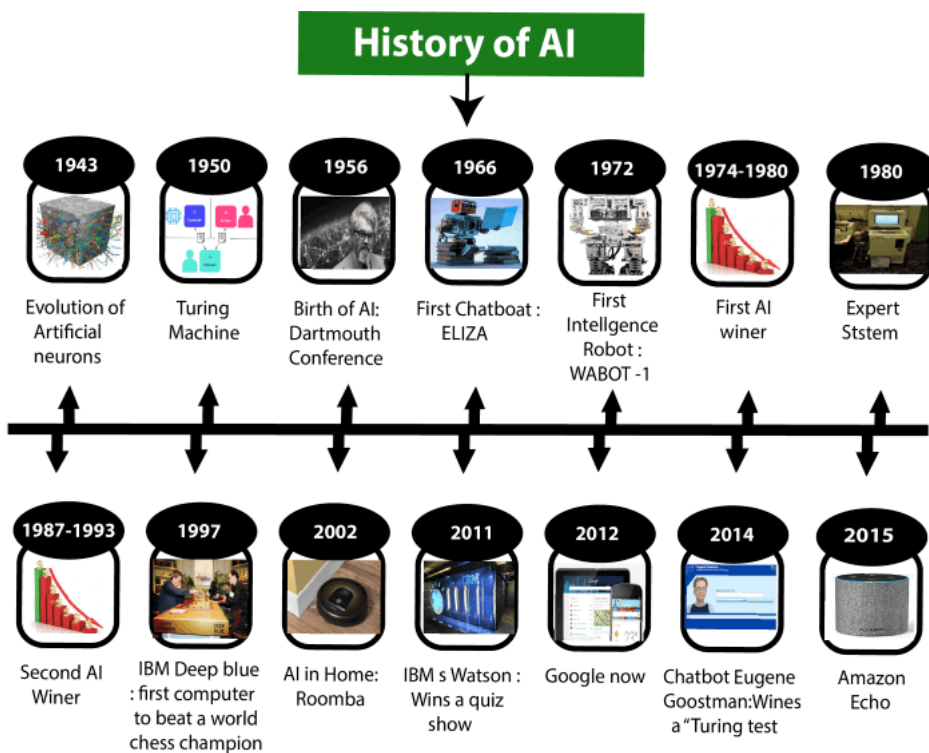 History of AI
1943
1950
1956
1966
1972
1974-1980
1980
Evolution of
Artificial
neurons
Turing
Machine
Birth of AI:
Dartmouth
Conference
First Chatboat :
ELIZA
First
Intellgence
Robot :
WABOT -1
First AI
winer
Expert
Ststem
1987-1993
1997
2002
2011
2012
2014
2015
Second AI
Winer
IBM Deep blue
: first computer
to beat a world
chess champion
AI in Home:
Roomba
IBM s Watson :
Wins a quiz
show
Google now
Chatbot Eugene
Goostman:Wines
a “Turing test
Amazon
Echo